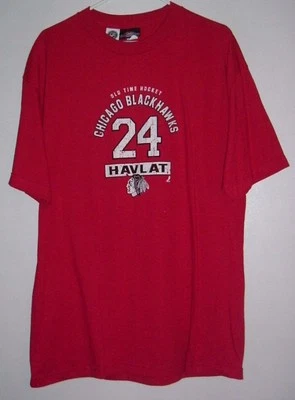 OLD TIME HOCKEY
CHICAGO BLACKHAWKS
24
HAVLAT